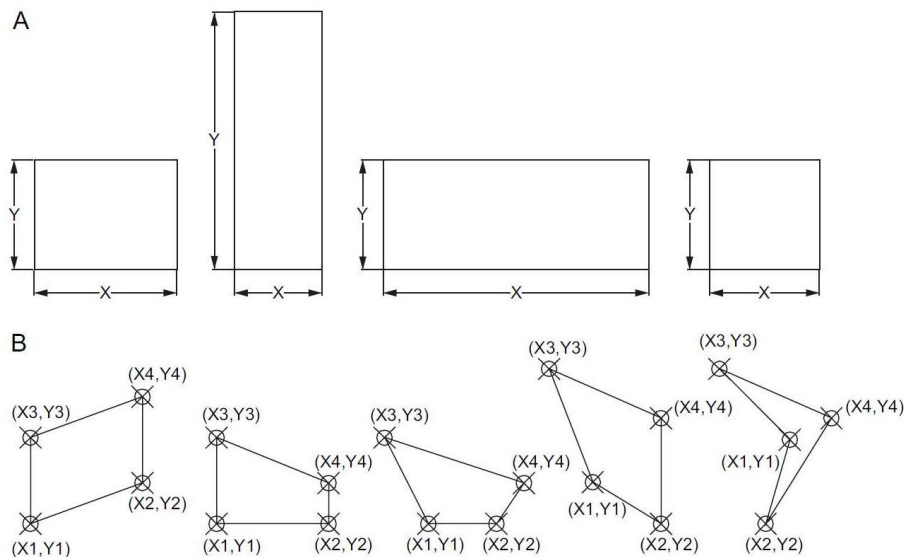 A
Y
X
Y
X
Y
X
Y
X
B
(X3,Y3)
(X4,Y4)
(X1,Y1)
(X2,Y2)
(X3,Y3)
(X4,Y4)
(X1,Y1)
(X2,Y2)
(X3,Y3)
(X4,Y4)
(X1,Y1)
(X2,Y2)
(X3,Y3)
(X4,Y4)
(X1,Y1)
(X2,Y2)
(X3,Y3)
(X4,Y4)
(X1,Y1)
(X2,Y2)